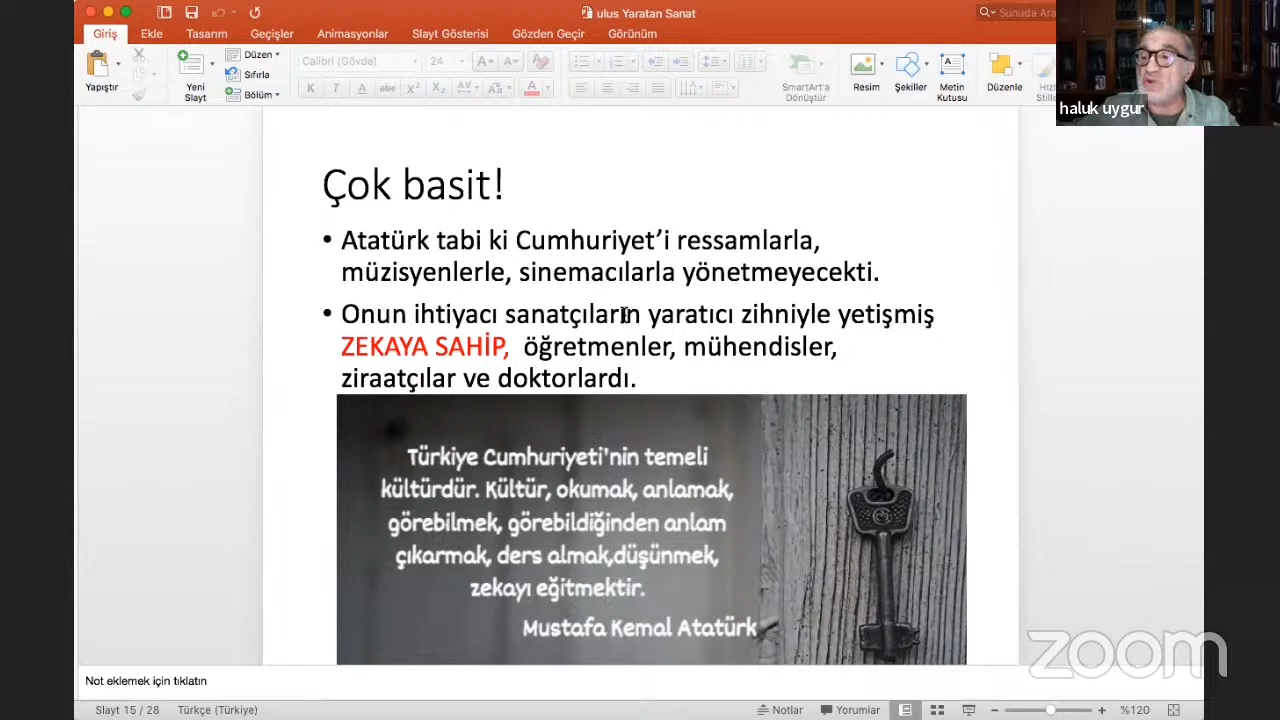 ulus Yaratan Sanat
Sunuda Ara
Giriş Ekle Tasarım Geçişler Animasyonlar Slayt Gösterisi Gözden Geçir Görünüm
Yapıştır
Yeni
Slayt
Düzen
Sıfırla
Bölüm
Calibri (Gövde) 24
SmartArt'a
Dönüştür
Resim
Şekiller
Metin
Kutusu
Düzenle
haluk uygur
Çok basit!
• Atatürk tabi ki Cumhuriyet’i ressamlarla,
müzisyenlerle, sinemacılarla yönetmeyecekti.
• Onun ihtiyacı sanatçıların yaratıcı zihniyle yetişmiş
ZEKAYA SAHİP, öğretmenler, mühendisler,
ziraatçılar ve doktorlardı.
Türkiye Cumhuriyeti'nin temeli
kültürdür. Kültür, okumak, anlamak,
görebilmek, görebildiğinden anlam
çıkarmak, ders almak,düşünmek,
zekayı eğitmektir.
Mustafa Kemal Atatürk
zoom
Not eklemek için tıklatın
Slayt 15 / 28 Türkçe (Türkiye) Notlar Yorumlar %120